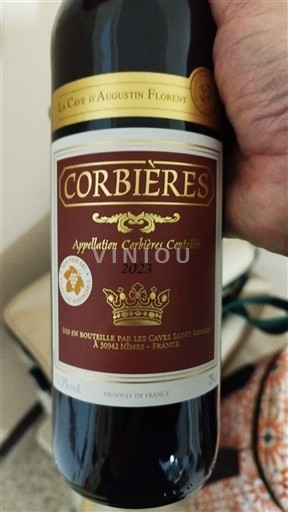 La Cave d'Augustin Florent
CORBIÈRES
Appellation Corbières Contrôlée
VINIOU
2023
MIS EN BOUTEILLE PAR LES CAVES SAINT ROMAIN
À 30942 NÎMES - FRANCE
PRODUIT DE FRANCE